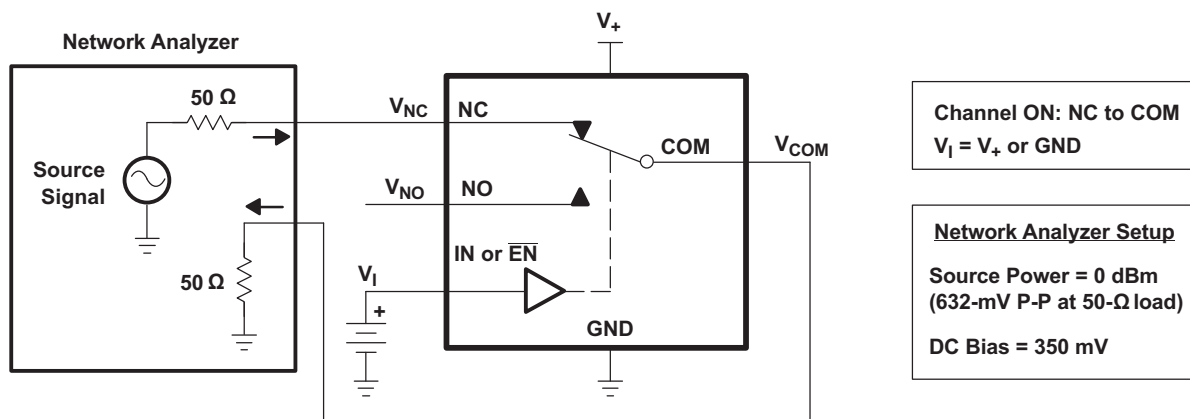 Network Analyzer
50 Ω
Source
Signal
50 Ω
V+
VNC
NC
COM
VCOM
VNO
NO
IN or E̅N̅
VI
+
GND
Channel ON: NC to COM
VI = V+ or GND
Network Analyzer Setup
Source Power = 0 dBm
(632-mV P-P at 50-Ω load)
DC Bias = 350 mV